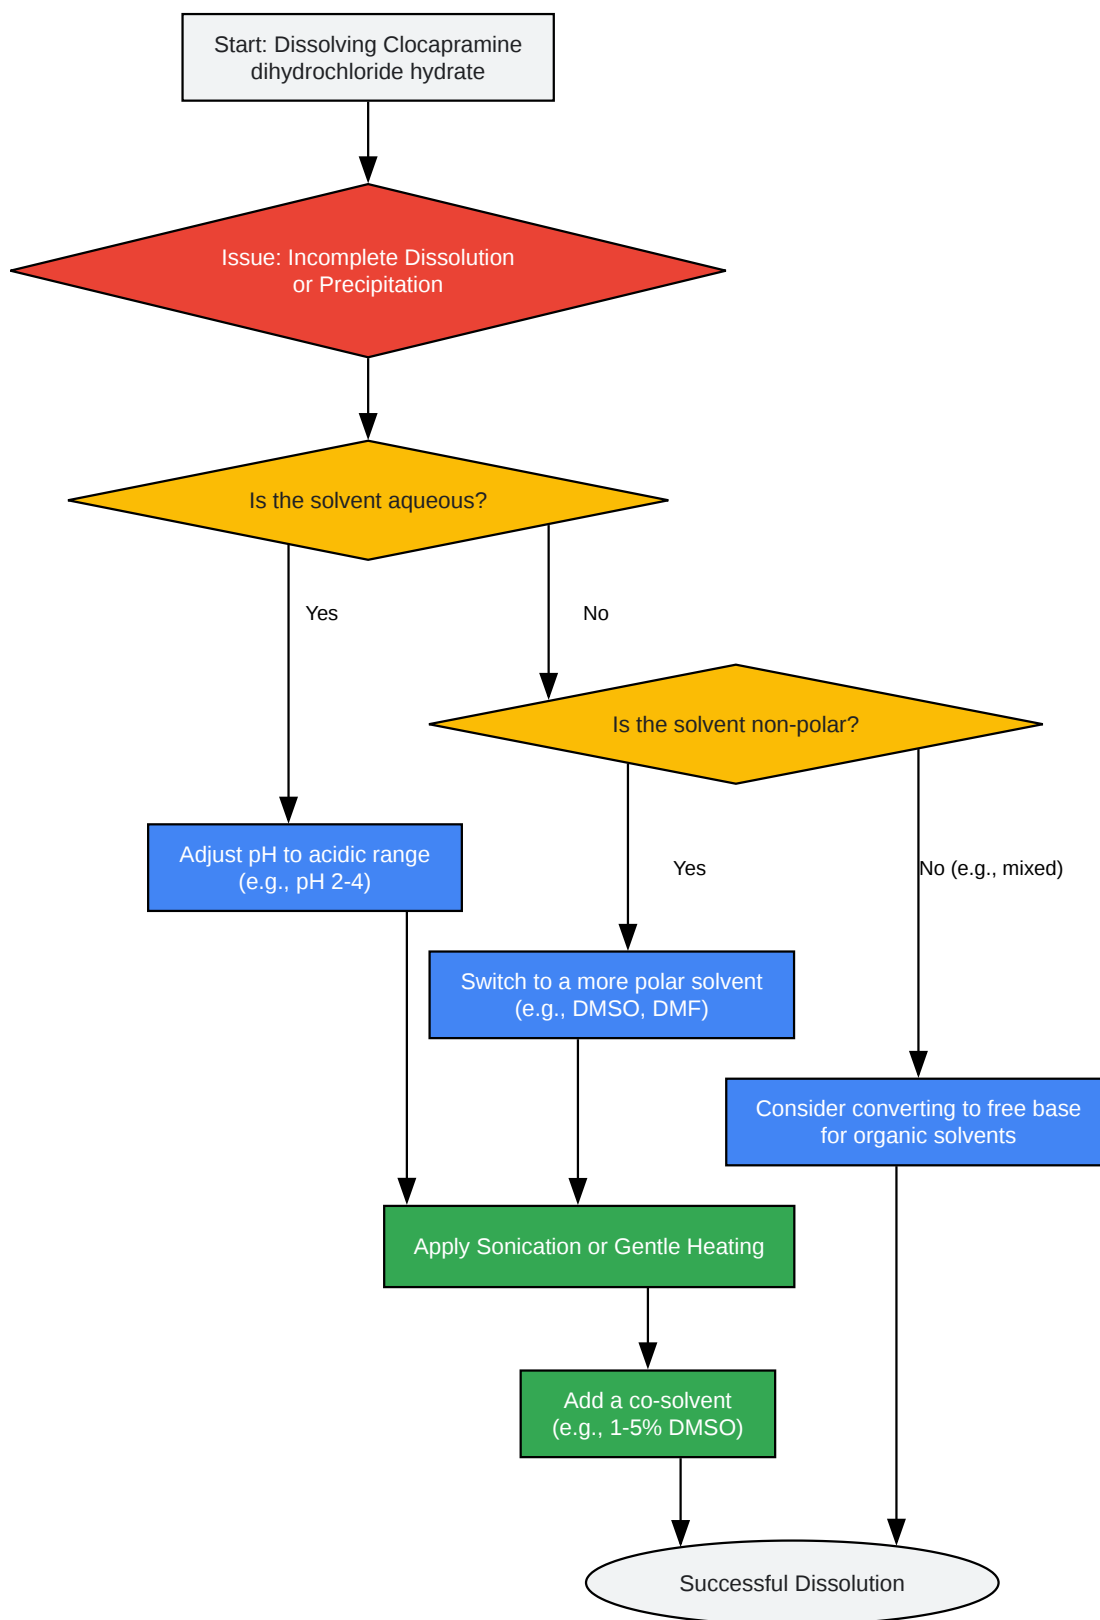 Start: Dissolving Clocapramine
dihydrochloride hydrate
Issue: Incomplete Dissolution
or Precipitation
Is the solvent aqueous?
Yes
No
Is the solvent non-polar?
Adjust pH to acidic range
(e.g., pH 2-4)
Yes
No (e.g., mixed)
Switch to a more polar solvent
(e.g., DMSO, DMF)
Consider converting to free base
for organic solvents
Apply Sonication or Gentle Heating
Add a co-solvent
(e.g., 1-5% DMSO)
Successful Dissolution